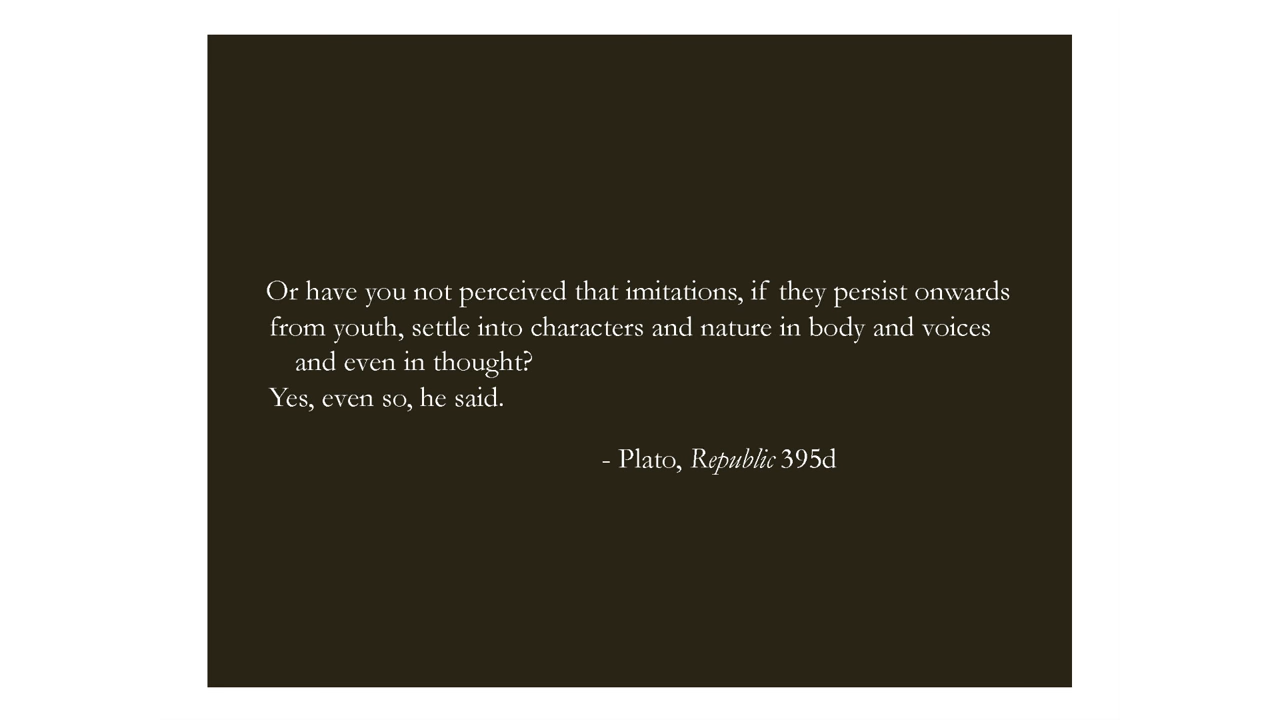 Or have you not perceived that imitations, if they persist onwards
from youth, settle into characters and nature in body and voices
and even in thought?
Yes, even so, he said.
- Plato, Republic 395d